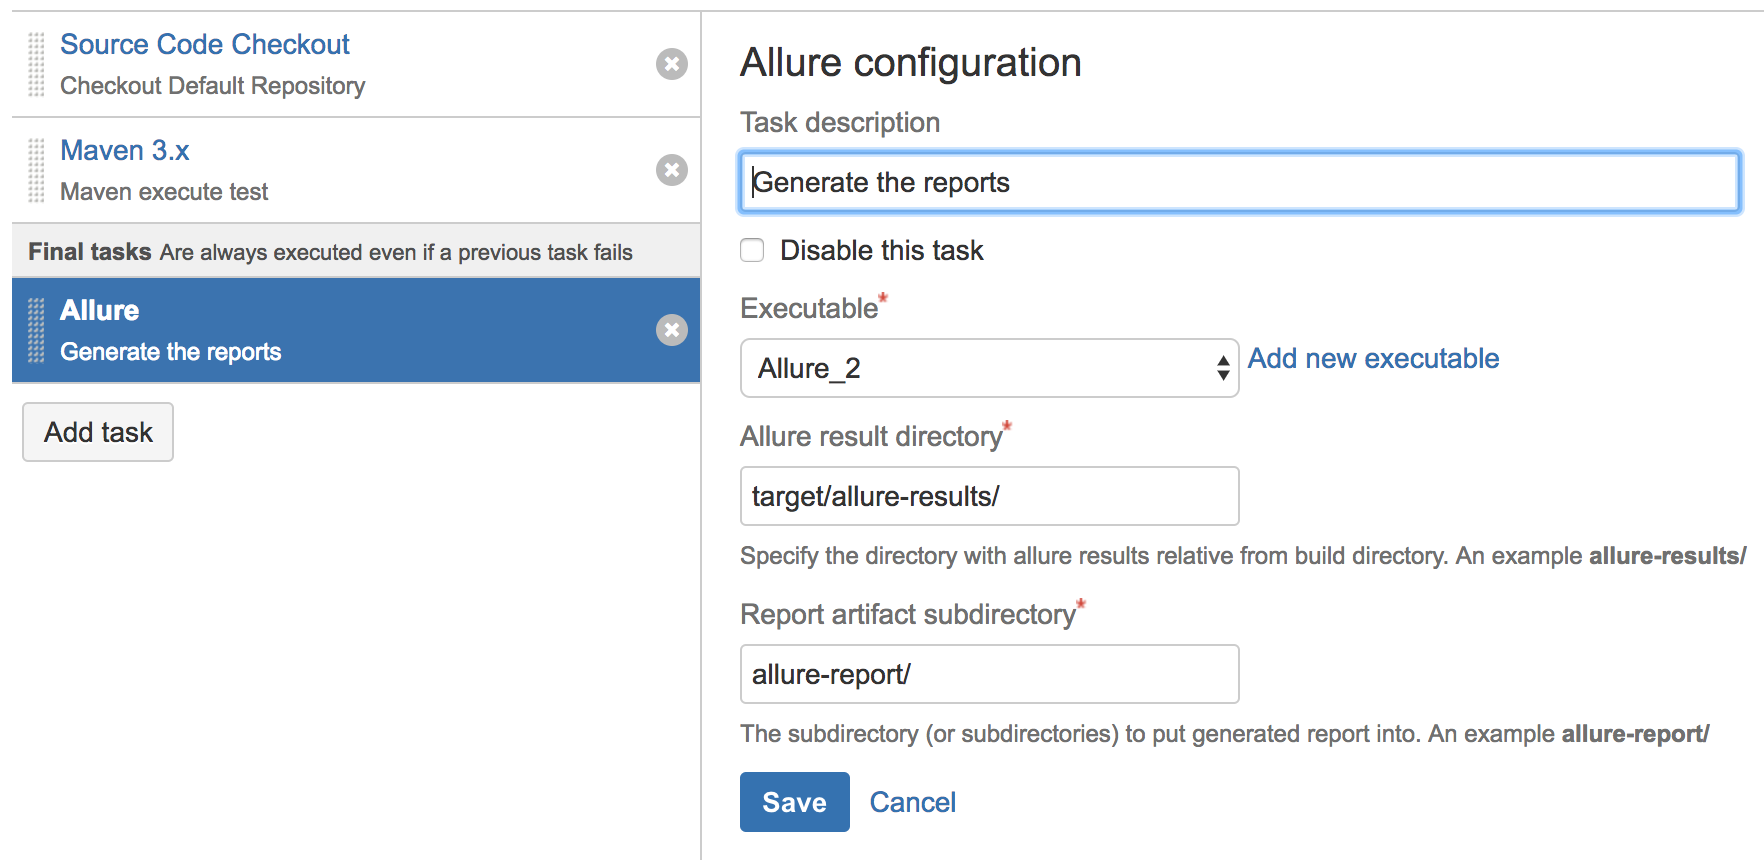 Source Code Checkout
Checkout Default Repository
Maven 3.x
Maven execute test
Final tasks Are always executed even if a previous task fails
Allure
Generate the reports
Add task
Allure configuration
Task description
Generate the reports
Disable this task
Executable*
Allure_2 Add new executable
Allure result directory*
target/allure-results/
Specify the directory with allure results relative from build directory. An example allure-results/
Report artifact subdirectory*
allure-report/
The subdirectory (or subdirectories) to put generated report into. An example allure-report/
Save Cancel